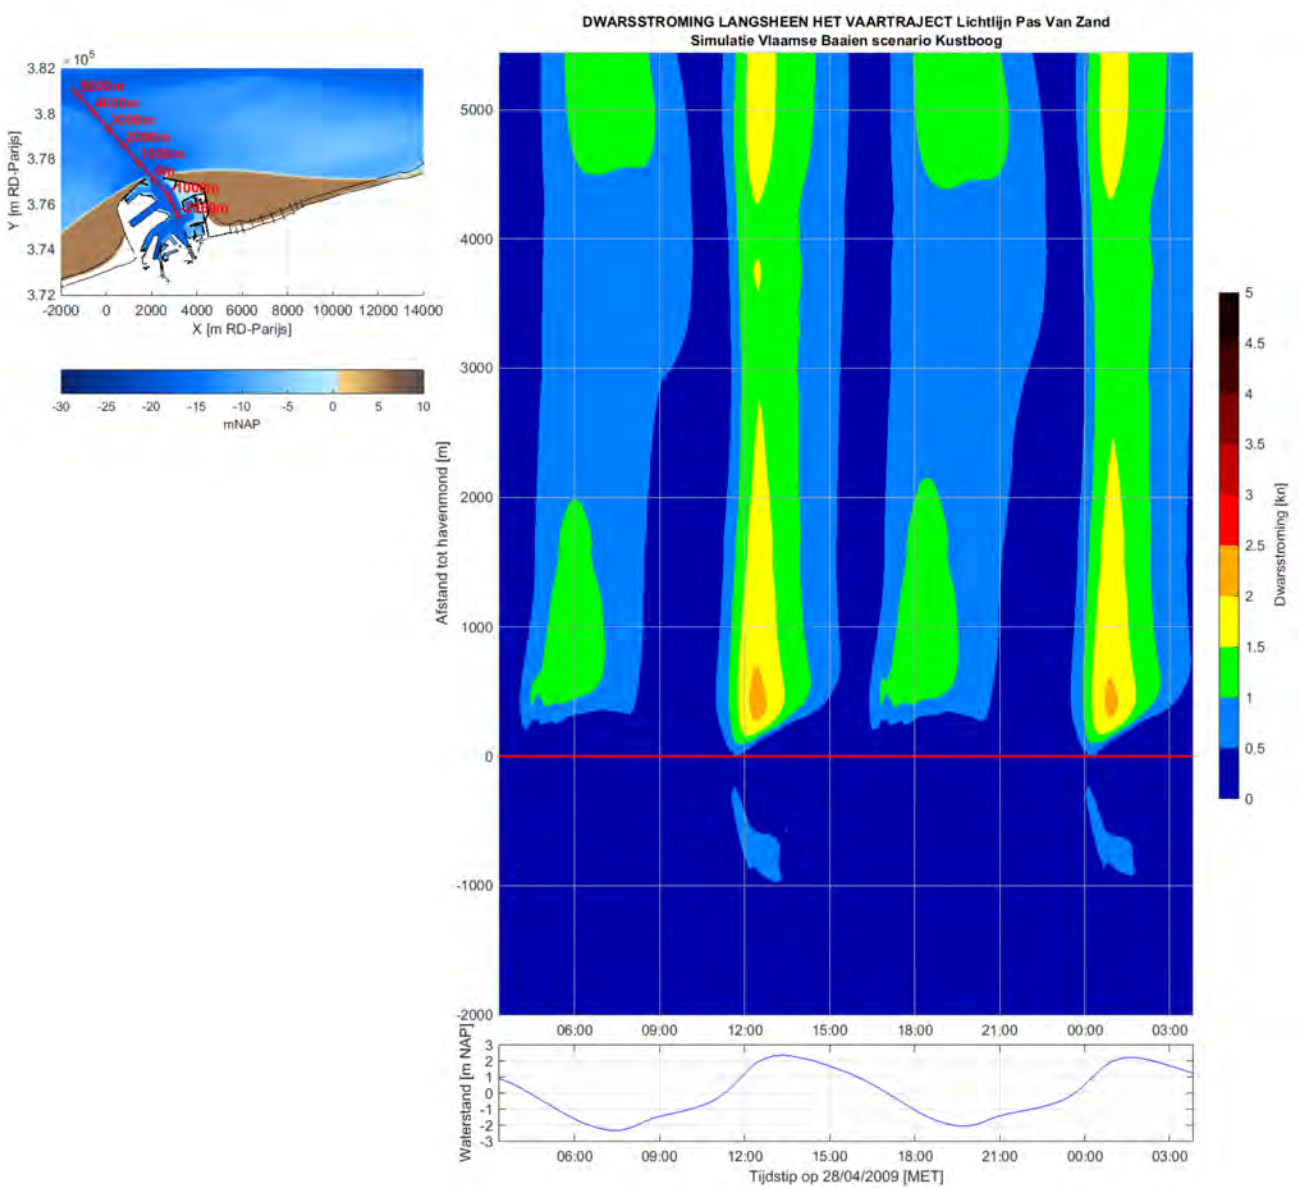 DWARSSTROMING LANGSHEEN HET VAARTRAJECT Lichtlijn Pas Van Zand
Simulatie Vlaamse Baaien scenario Kustboog
× 10⁵
3.82
3.8
3.78
3.76
3.74
3.72
Y [m RD-Parijs]
5000m
4000m
3000m
2000m
1000m
0m
-1000m
-2000m
-2000 0 2000 4000 6000 8000 10000 12000 14000
X [m RD-Parijs]
-30 -25 -20 -15 -10 -5 0 5 10
mNAP
5000
4000
3000
2000
1000
0
-1000
-2000
Afstand tot havenmond [m]
06:00 09:00 12:00 15:00 18:00 21:00 00:00 03:00
5
4.5
4
3.5
3
2.5
2
1.5
1
0.5
0
Dwarsstroming [kn]
3
2
1
0
-1
-2
-3
Waterstand [m NAP]
06:00 09:00 12:00 15:00 18:00 21:00 00:00 03:00
Tijdstip op 28/04/2009 [MET]